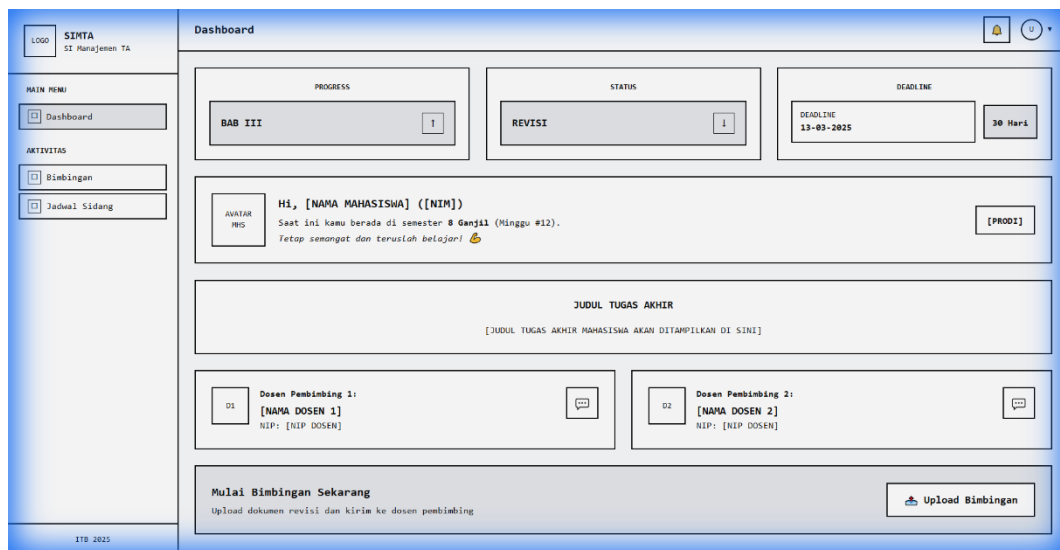 LOGO
SIMTA
SI Manajemen TA
Dashboard
U
MAIN MENU
Dashboard
AKTIVITAS
Bimbingan
Jadwal Sidang
ITB 2025
PROGRESS
BAB III
↑
STATUS
REVISI
↓
DEADLINE
DEADLINE
13-03-2025
30 Hari
AVATAR
MHS
Hi, [NAMA MAHASISWA] ([NIM])
Saat ini kamu berada di semester 8 Ganjil (Minggu #12).
Tetap semangat dan teruslah belajar! 💪
[PRODI]
JUDUL TUGAS AKHIR
[JUDUL TUGAS AKHIR MAHASISWA AKAN DITAMPILKAN DI SINI]
D1
Dosen Pembimbing 1:
[NAMA DOSEN 1]
NIP: [NIP DOSEN]
D2
Dosen Pembimbing 2:
[NAMA DOSEN 2]
NIP: [NIP DOSEN]
Mulai Bimbingan Sekarang
Upload dokumen revisi dan kirim ke dosen pembimbing
📤 Upload Bimbingan